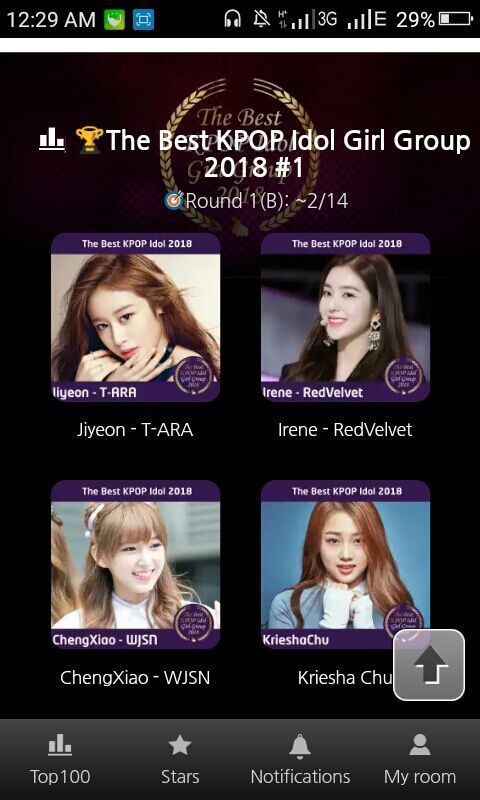 12:29 AM
H+
3G
E
29%
The Best
KPOP Idol
Girl Group
2018
🏆The Best KPOP Idol Girl Group
2018 #1
🎯Round 1(B): ~2/14
The Best KPOP Idol 2018
The Best KPOP Idol 2018
Jiyeon - T-ARA
The Best
KPOP Idol
Girl Group
2018
Irene - RedVelvet
The Best
KPOP Idol
Girl Group
2018
Jiyeon - T-ARA
Irene - RedVelvet
The Best KPOP Idol 2018
The Best KPOP Idol 2018
ChengXiao - WJSN
The Best
KPOP Idol
Girl Group
2018
KrieshaChu
The Best
ChengXiao - WJSN
Kriesha Chu
Top100
Stars
Notifications
My room